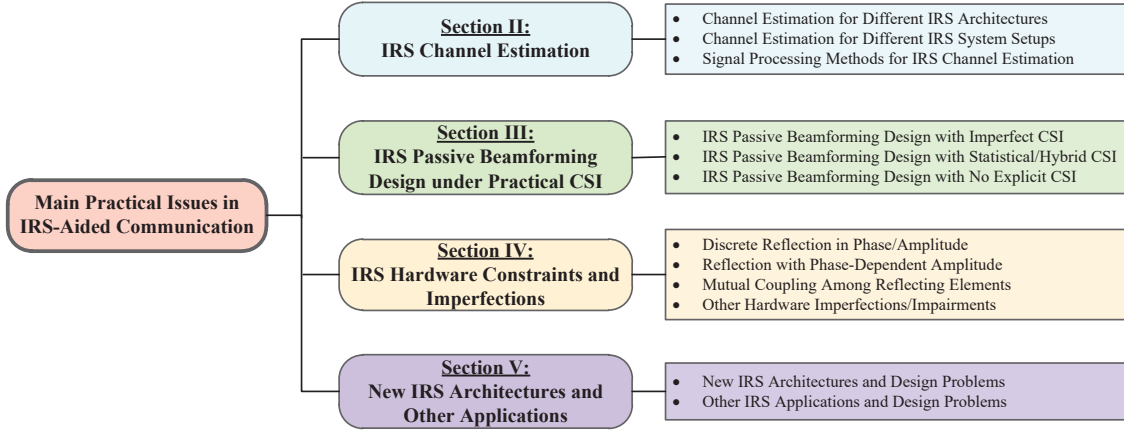 Main Practical Issues in
IRS-Aided Communication
Section II:
IRS Channel Estimation
• Channel Estimation for Different IRS Architectures
• Channel Estimation for Different IRS System Setups
• Signal Processing Methods for IRS Channel Estimation
Section III:
IRS Passive Beamforming
Design under Practical CSI
• IRS Passive Beamforming Design with Imperfect CSI
• IRS Passive Beamforming Design with Statistical/Hybrid CSI
• IRS Passive Beamforming Design with No Explicit CSI
Section IV:
IRS Hardware Constraints and
Imperfections
• Discrete Reflection in Phase/Amplitude
• Reflection with Phase-Dependent Amplitude
• Mutual Coupling Among Reflecting Elements
• Other Hardware Imperfections/Impairments
Section V:
New IRS Architectures and
Other Applications
• New IRS Architectures and Design Problems
• Other IRS Applications and Design Problems